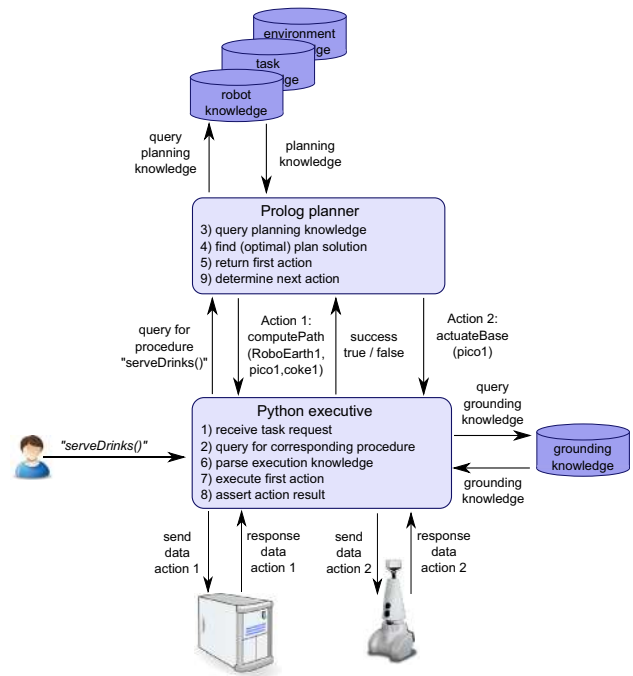 environment
task
robot
knowledge
query
planning
knowledge
planning
knowledge
Prolog planner
3) query planning knowledge
4) find (optimal) plan solution
5) return first action
9) determine next action
query for
procedure
"serveDrinks()"
Action 1:
computePath
(RoboEarth1,
pico1,coke1)
success
true / false
Action 2:
actuateBase
(pico1)
Python executive
1) receive task request
2) query for corresponding procedure
6) parse execution knowledge
7) execute first action
8) assert action result
"serveDrinks()"
query
grounding
knowledge
grounding
knowledge
grounding
knowledge
send
data
action 1
response
data
action 1
send
data
action 2
response
data
action 2